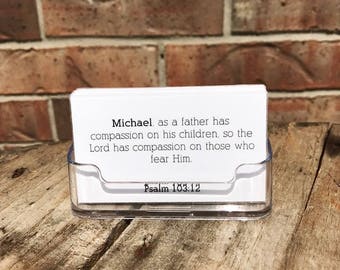 Michael, as a father has
compassion on his children, so the
Lord has compassion on those who
fear Him.
Psalm 103:12